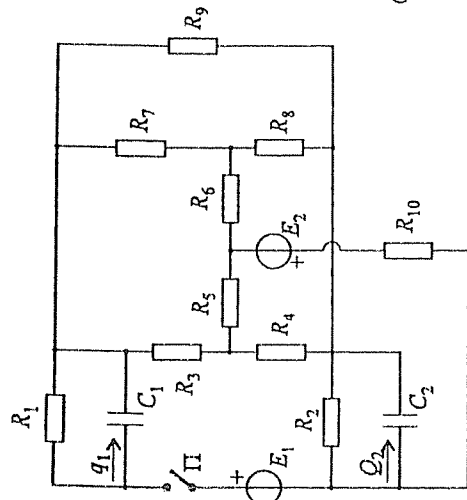 R₉
R₇
R₈
R₆
E₂
+
R₁₀
R₅
R₁
C₁
R₃
R₄
q₁
П
+
E₁
R₂
C₂
Q₂